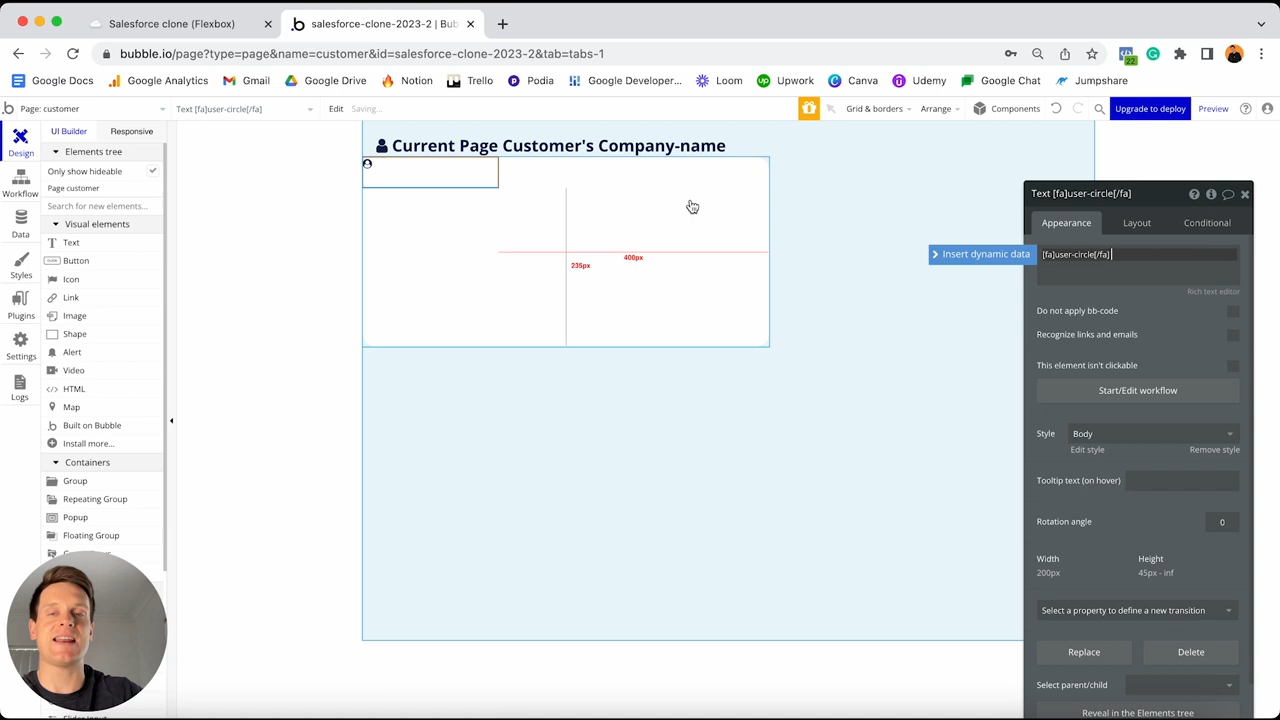 Salesforce clone (Flexbox)
salesforce-clone-2023-2 | Bub
bubble.io/page?type=page&name=customer&id=salesforce-clone-2023-2&tab=tabs-1
22
Google Docs
Google Analytics
Gmail
Google Drive
Notion
Trello
Podia
Google Developer...
Loom
Upwork
Canva
Udemy
Google Chat
Jumpshare
Page: customer
Text [fa]user-circle[/fa]
Edit
Saving...
Grid & borders
Arrange
Components
Upgrade to deploy
Preview
Design
Workflow
Data
Styles
Plugins
Settings
Logs
UI Builder
Responsive
Elements tree
Only show hideable
Page customer
Search for new elements...
Visual elements
Text
Button
Icon
Link
Image
Shape
Alert
Video
HTML
Map
Built on Bubble
Install more...
Containers
Group
Repeating Group
Popup
Floating Group
Current Page Customer's Company-name
235px
400px
Text [fa]user-circle[/fa]
Appearance
Layout
Conditional
Insert dynamic data
[fa]user-circle[/fa]
Rich text editor
Do not apply bb-code
Recognize links and emails
This element isn't clickable
Start/Edit workflow
Style
Body
Edit style
Remove style
Tooltip text (on hover)
Rotation angle
0
Width
Height
200px
45px - inf
Select a property to define a new transition
Replace
Delete
Select parent/child
Reveal in the Elements tree